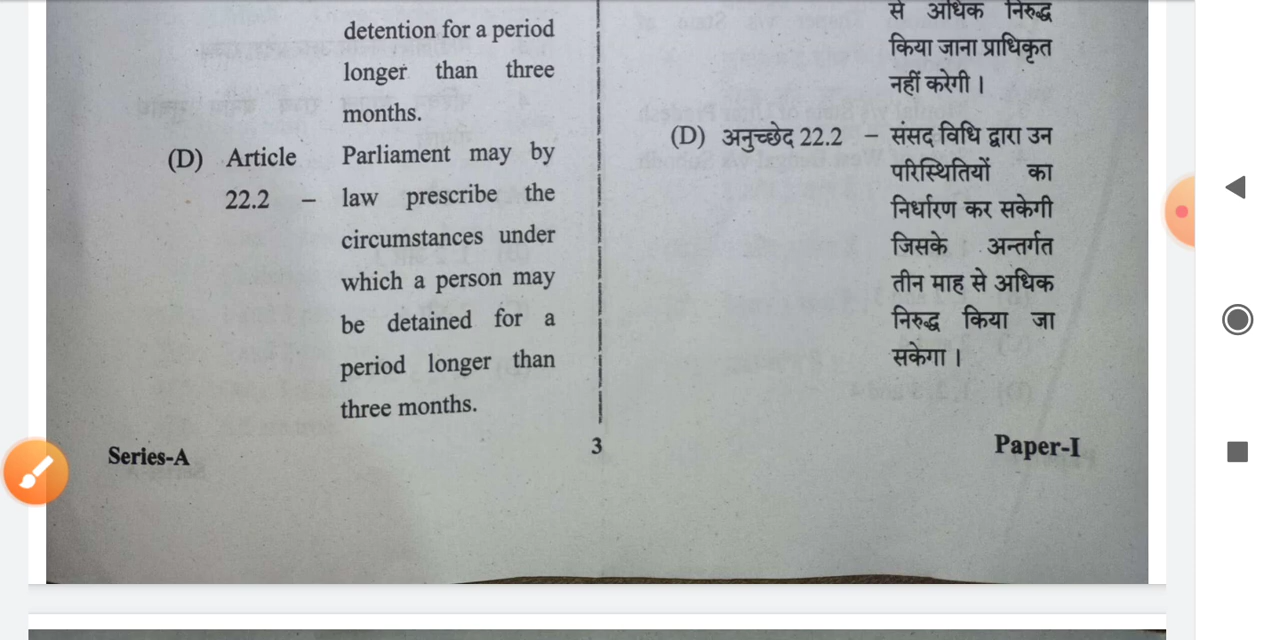 detention for a period
longer than three
months.
(D) Article Parliament may by
22.2 – law prescribe the
circumstances under
which a person may
be detained for a
period longer than
three months.
से अधिक निरुद्ध
किया जाना प्राधिकृत
नहीं करेगी ।
(D) अनुच्छेद 22.2 – संसद विधि द्वारा उन
परिस्थितियों का
निर्धारण कर सकेगी
जिसके अन्तर्गत
तीन माह से अधिक
निरुद्ध किया जा
सकेगा ।
Series-A 3 Paper-I